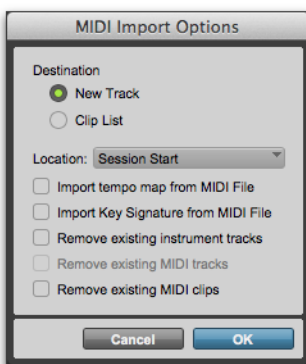 MIDI Import Options
Destination
New Track
Clip List
Location: Session Start
Import tempo map from MIDI File
Import Key Signature from MIDI File
Remove existing instrument tracks
Remove existing MIDI tracks
Remove existing MIDI clips
Cancel OK